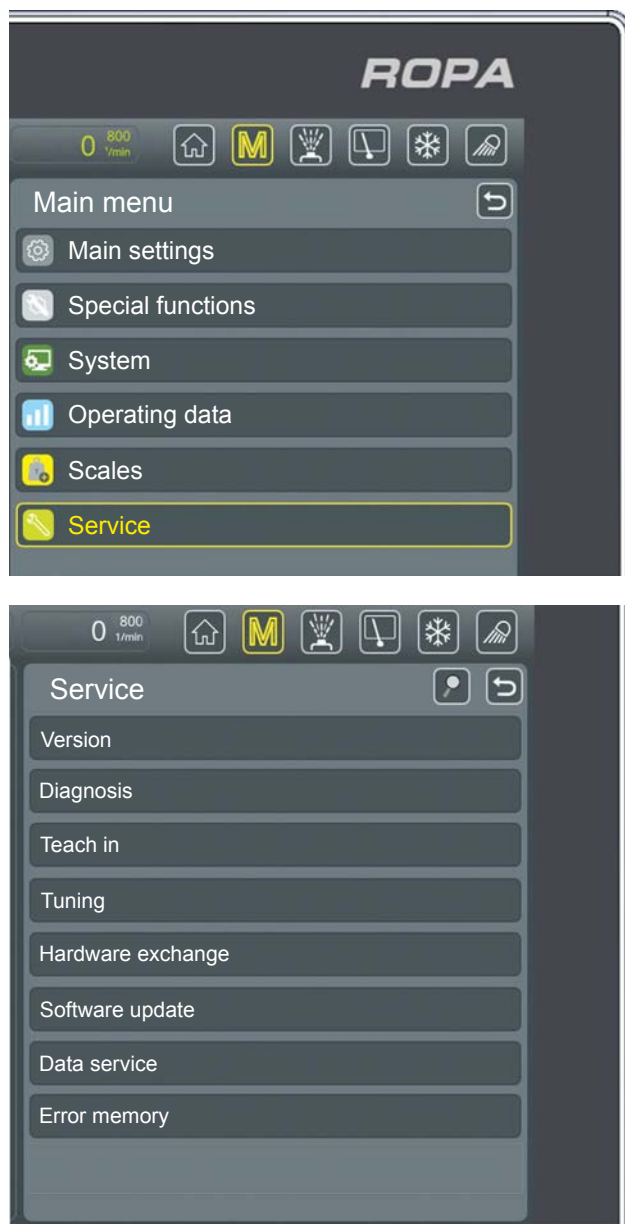 ROPA
0 800 1/min
M
Main menu
Main settings
Special functions
System
Operating data
Scales
Service
0 800 1/min
M
Service
Version
Diagnosis
Teach in
Tuning
Hardware exchange
Software update
Data service
Error memory